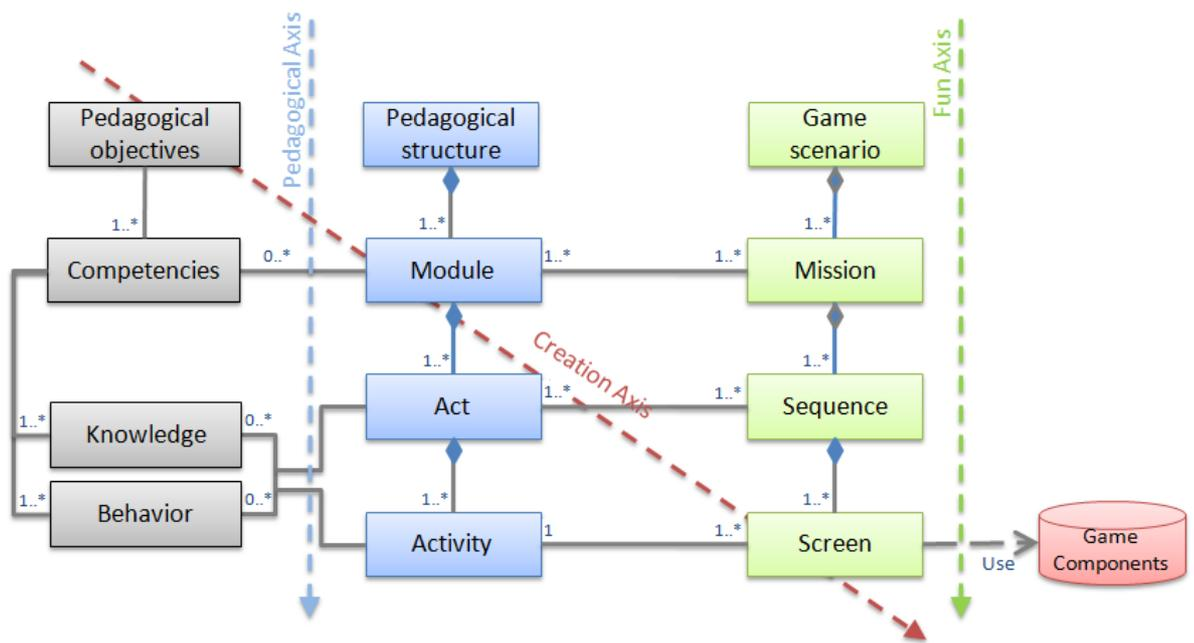 Pedagogical Axis
Fun Axis
Pedagogical
objectives
Pedagogical
structure
Game
scenario
1..*
1..*
1..*
Competencies
0..*
Module
1..*
1..*
Mission
Creation Axis
1..*
1..*
1..*
Knowledge
0..*
Act
1..*
1..*
Sequence
1..*
Behavior
0..*
1..*
1..*
Activity
1
1..*
Screen
Use
Game
Components